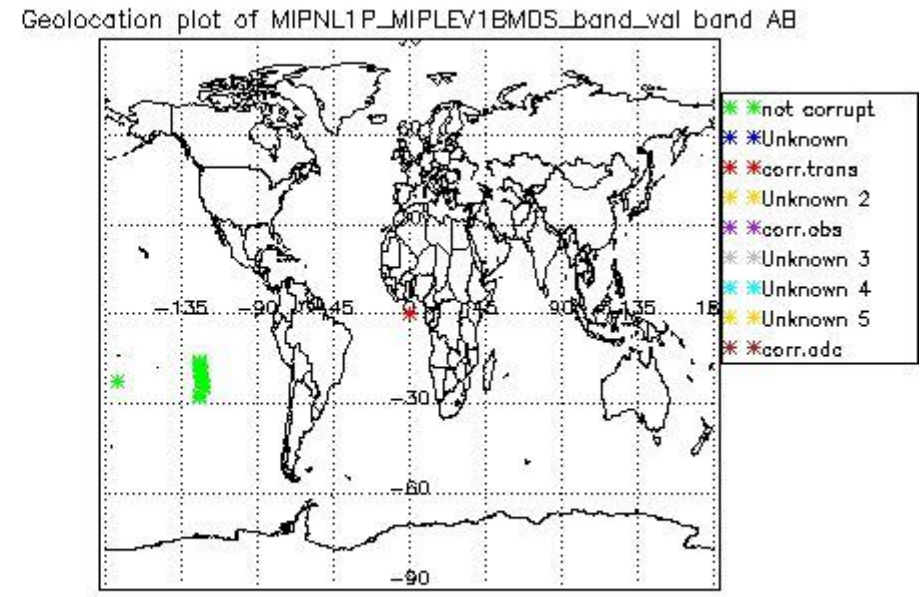 Geolocation plot of MIPNL1P_MIPLEV1BMDS_band_val band AB
60
-135 -90 45 90 135
-30
-60
-90
not corrupt
Unknown
corr.trans
Unknown 2
corr.obs
Unknown 3
Unknown 4
Unknown 5
corr.adc